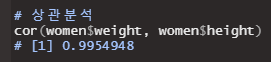 # 상관분석
cor(women$weight, women$height)
# [1] 0.9954948